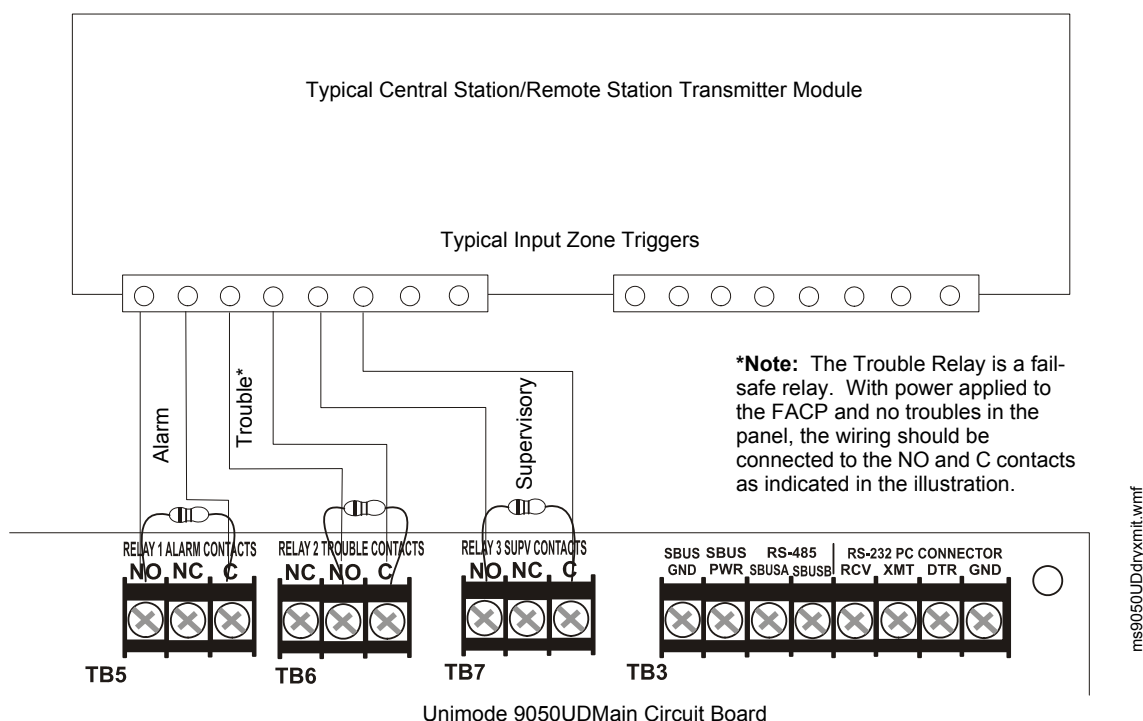 Typical Central Station/Remote Station Transmitter Module
Typical Input Zone Triggers
*Note: The Trouble Relay is a fail-
safe relay. With power applied to
the FACP and no troubles in the
panel, the wiring should be
connected to the NO and C contacts
as indicated in the illustration.
Alarm
Trouble*
Supervisory
RELAY 1 ALARM CONTACTS
NO NC C
TB5
RELAY 2 TROUBLE CONTACTS
NC NO C
TB6
RELAY 3 SUPV CONTACTS
NO NC C
TB7
SBUS SBUS RS-485 RS-232 PC CONNECTOR
GND PWR SBUSA SBUSB RCV XMT DTR GND
TB3
Unimode 9050UDMain Circuit Board
ms9050UDdryxmit.wmf